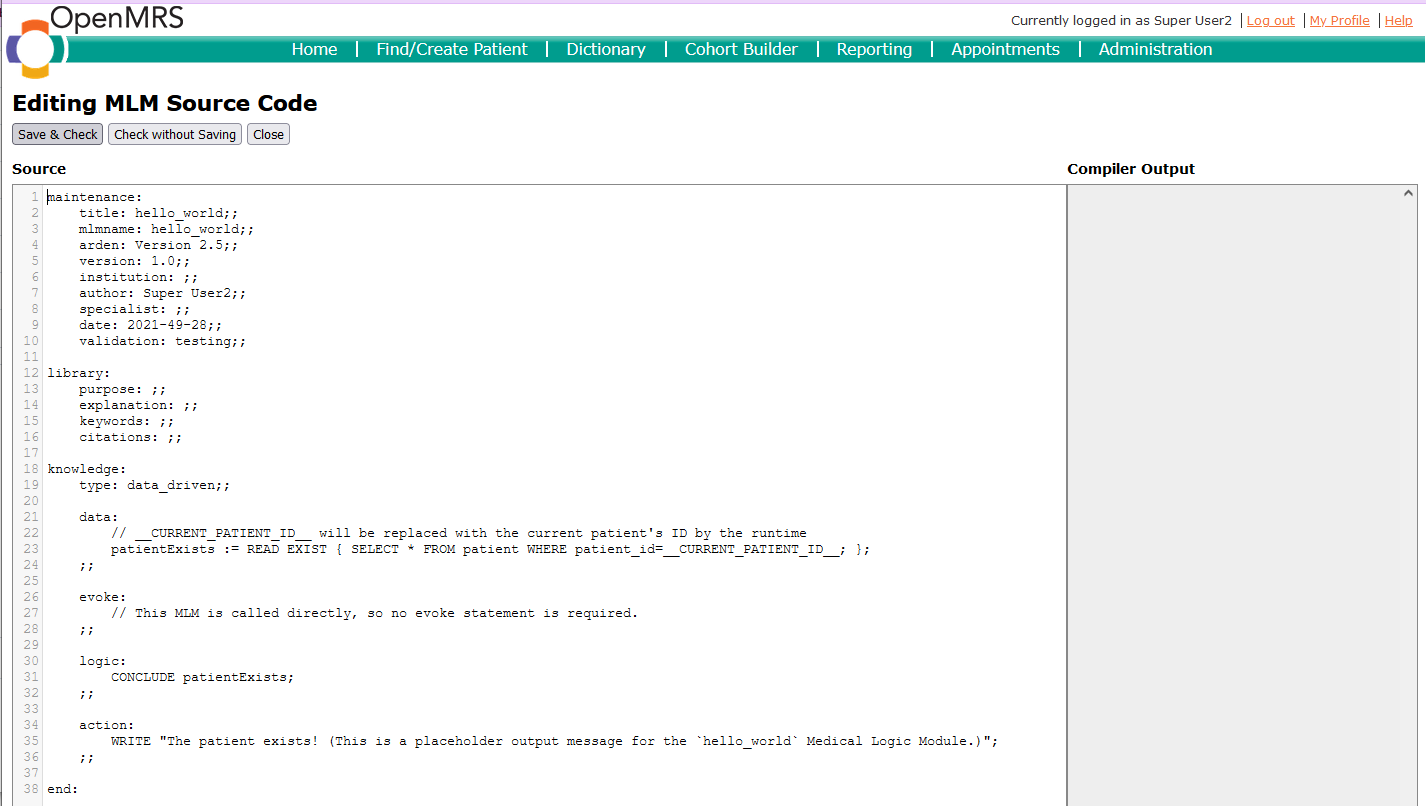 OpenMRS
Currently logged in as Super User2 | Log out | My Profile | Help
Home | Find/Create Patient | Dictionary | Cohort Builder | Reporting | Appointments | Administration
Editing MLM Source Code
Save & Check Check without Saving Close
Source Compiler Output
1 maintenance:
2     title: hello_world;;
3     mlmname: hello_world;;
4     arden: Version 2.5;;
5     version: 1.0;;
6     institution: ;;
7     author: Super User2;;
8     specialist: ;;
9     date: 2021-49-28;;
10     validation: testing;;
11
12 library:
13     purpose: ;;
14     explanation: ;;
15     keywords: ;;
16     citations: ;;
17
18 knowledge:
19     type: data_driven;;
20
21     data:
22         // __CURRENT_PATIENT_ID__ will be replaced with the current patient's ID by the runtime
23         patientExists := READ EXIST { SELECT * FROM patient WHERE patient_id=__CURRENT_PATIENT_ID__; };
24     ;;
25
26     evoke:
27         // This MLM is called directly, so no evoke statement is required.
28     ;;
29
30     logic:
31         CONCLUDE patientExists;
32     ;;
33
34     action:
35         WRITE "The patient exists! (This is a placeholder output message for the `hello_world` Medical Logic Module.)";
36     ;;
37
38 end: